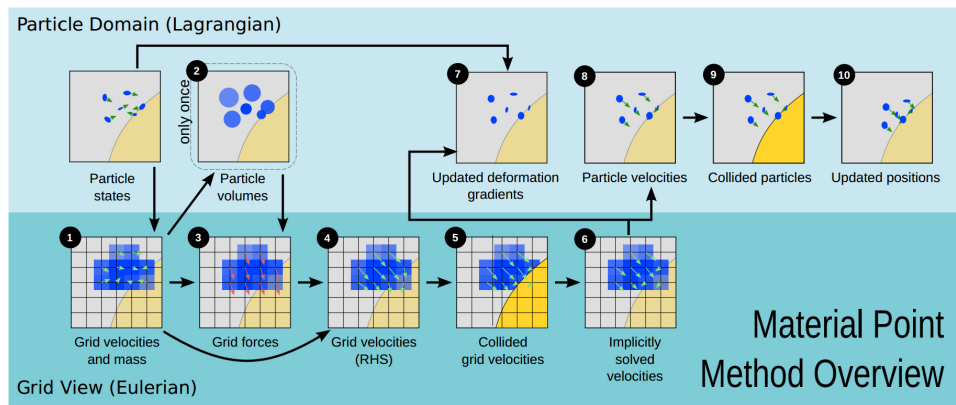 Particle Domain (Lagrangian)
only once
2
7
8
9
10
Particle
states
Particle
volumes
Updated deformation
gradients
Particle velocities
Collided particles
Updated positions
1
3
4
5
6
Grid velocities
and mass
Grid forces
Grid velocities
(RHS)
Collided
grid velocities
Implicitly
solved
velocities
Material Point
Method Overview
Grid View (Eulerian)